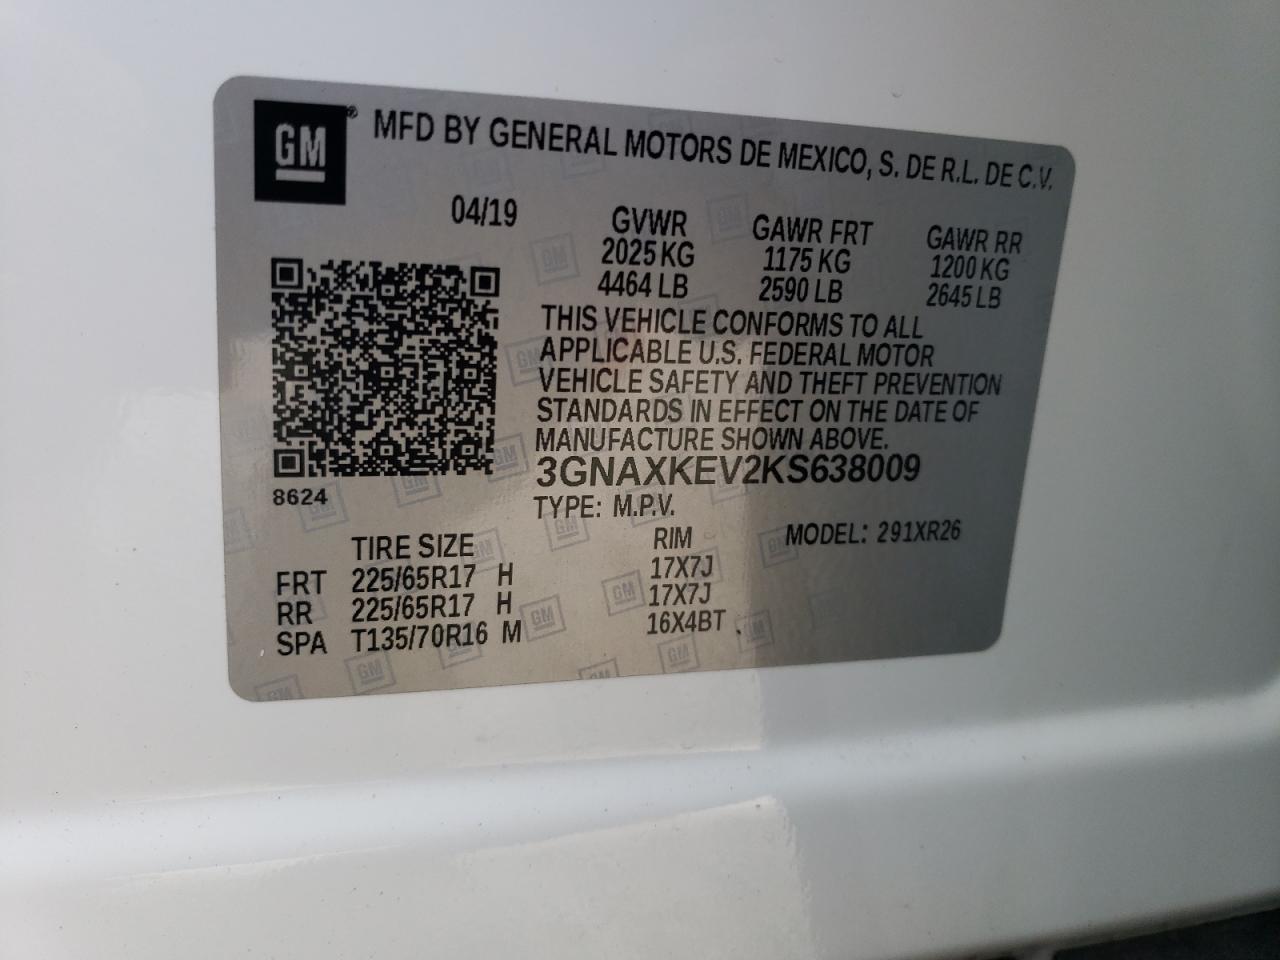 GM® MFD BY GENERAL MOTORS DE MEXICO, S. DE R.L. DE C.V.
04/19
GVWR GAWR FRT GAWR RR
2025 KG 1175 KG 1200 KG
4464 LB 2590 LB 2645 LB
THIS VEHICLE CONFORMS TO ALL
APPLICABLE U.S. FEDERAL MOTOR
VEHICLE SAFETY AND THEFT PREVENTION
STANDARDS IN EFFECT ON THE DATE OF
MANUFACTURE SHOWN ABOVE.
3GNAXKEV2KS638009
8624
TYPE: M.P.V. MODEL: 291XR26
TIRE SIZE RIM
FRT 225/65R17 H 17X7J
RR 225/65R17 H 17X7J
SPA T135/70R16 M 16X4BT